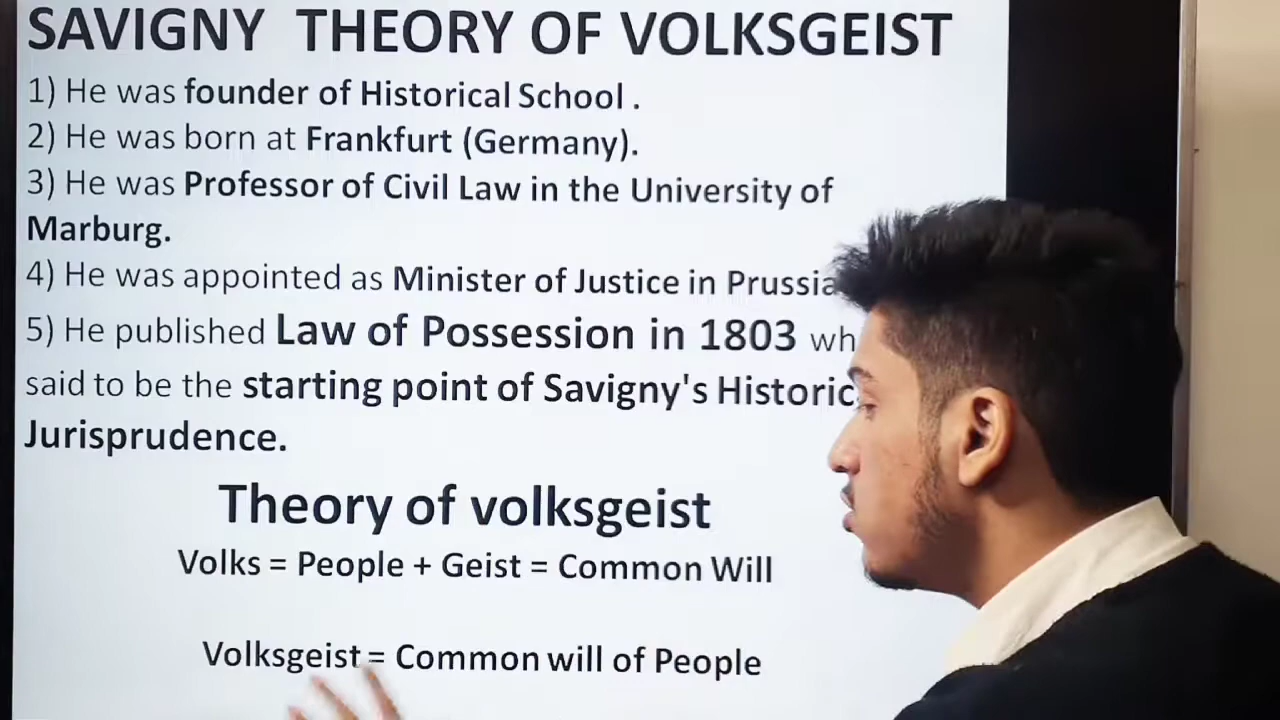 SAVIGNY THEORY OF VOLKSGEIST
1) He was founder of Historical School .
2) He was born at Frankfurt (Germany).
3) He was Professor of Civil Law in the University of
Marburg.
4) He was appointed as Minister of Justice in Prussia
5) He published Law of Possession in 1803
said to be the starting point of Savigny's
Jurisprudence.
Theory of volksgeist
Volks = People + Geist = Common Will
Volksgeist = Common will of People